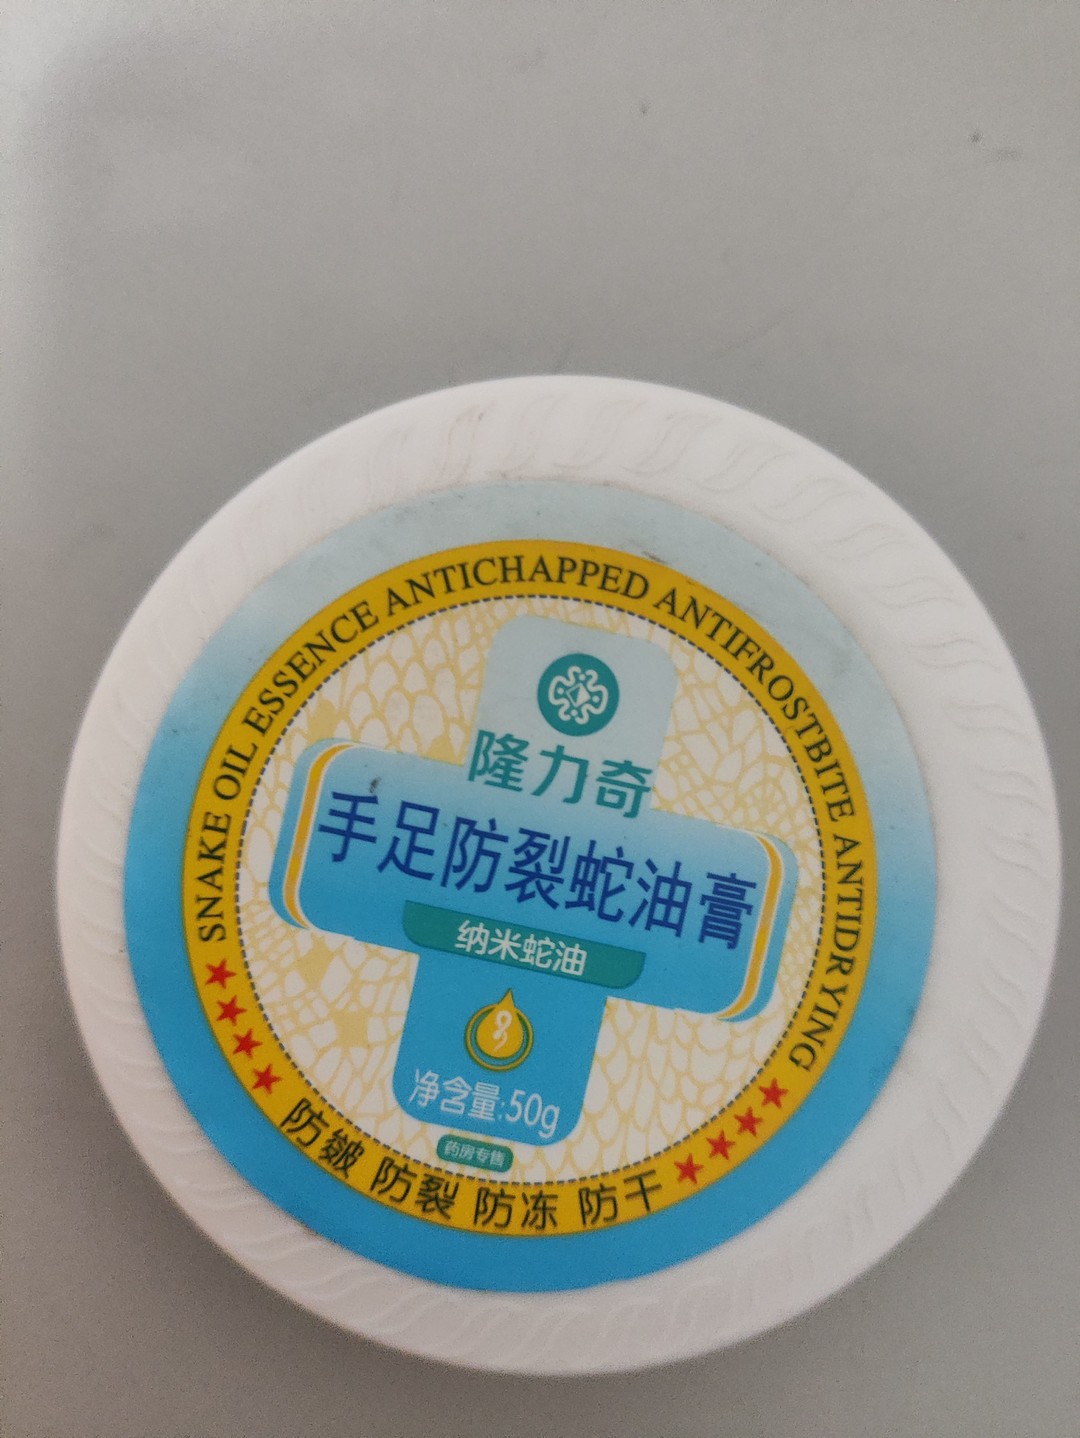 SNAKE OIL ESSENCE ANTICHAPPED ANTIFROSTBITE ANTIDRYING
隆力奇
手足防裂蛇油膏
纳米蛇油
净含量:50g
药房专售
防皴 防裂 防冻 防干